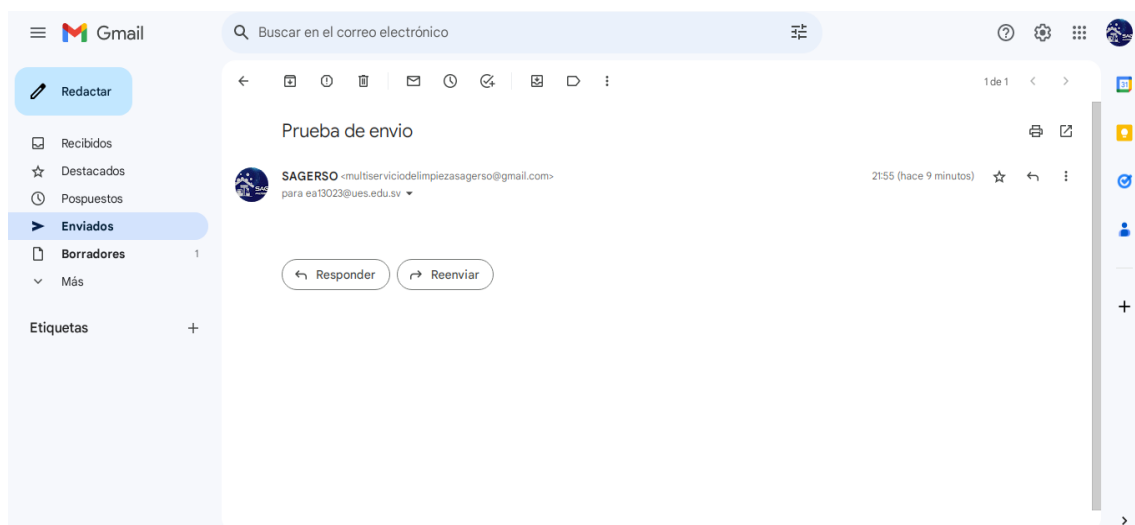 Gmail
Buscar en el correo electrónico
Redactar
1 de 1
Prueba de envio
Recibidos
Destacados
SAGERSO <multiserviciodelimpiezasagerso@gmail.com>
21:55 (hace 9 minutos)
para ea13023@ues.edu.sv
Pospuestos
Enviados
Borradores 1
Más
Responder
Reenviar
Etiquetas
31